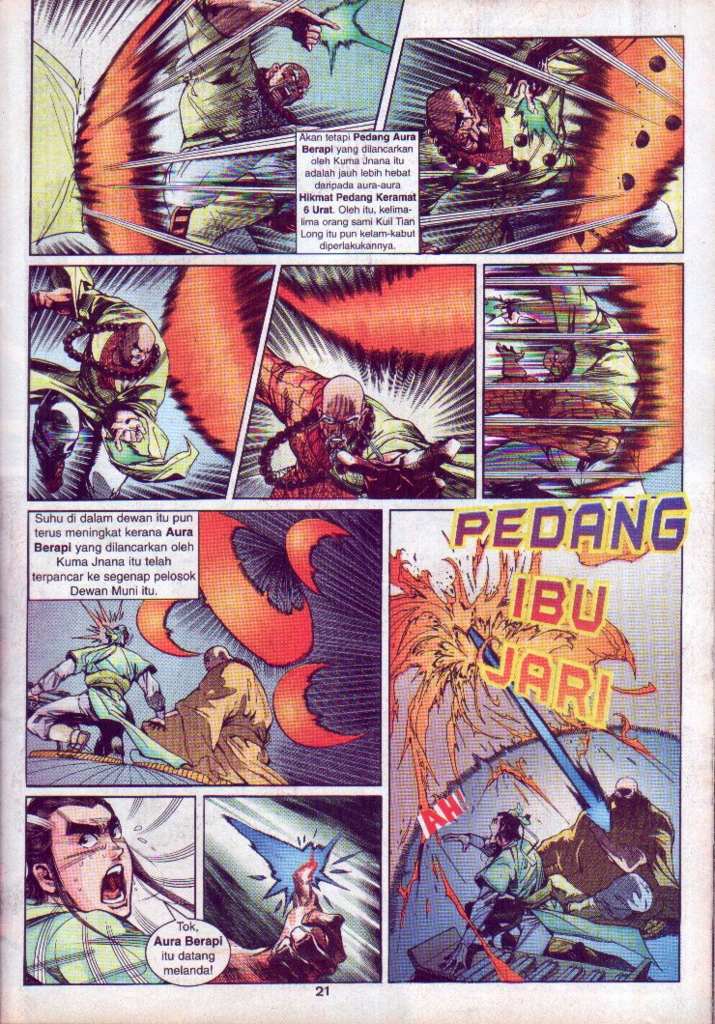 Akan tetapi Pedang Aura
Berapi yang dilancarkan
oleh Kuma Jnana itu
adalah jauh lebih hebat
daripada aura-aura
Hikmat Pedang Keramat
6 Urat. Oleh itu, kelima-
lima orang sami Kuil Tian
Long itu pun kelam-kabut
diperlakukannya.
Suhu di dalam dewan itu pun
terus meningkat kerana Aura
Berapi yang dilancarkan oleh
Kuma Jnana itu telah
terpancar ke segenap pelosok
Dewan Muni itu.
PEDANG
IBU
JARI
AH!
Tok,
Aura Berapi
itu datang
melanda!
21